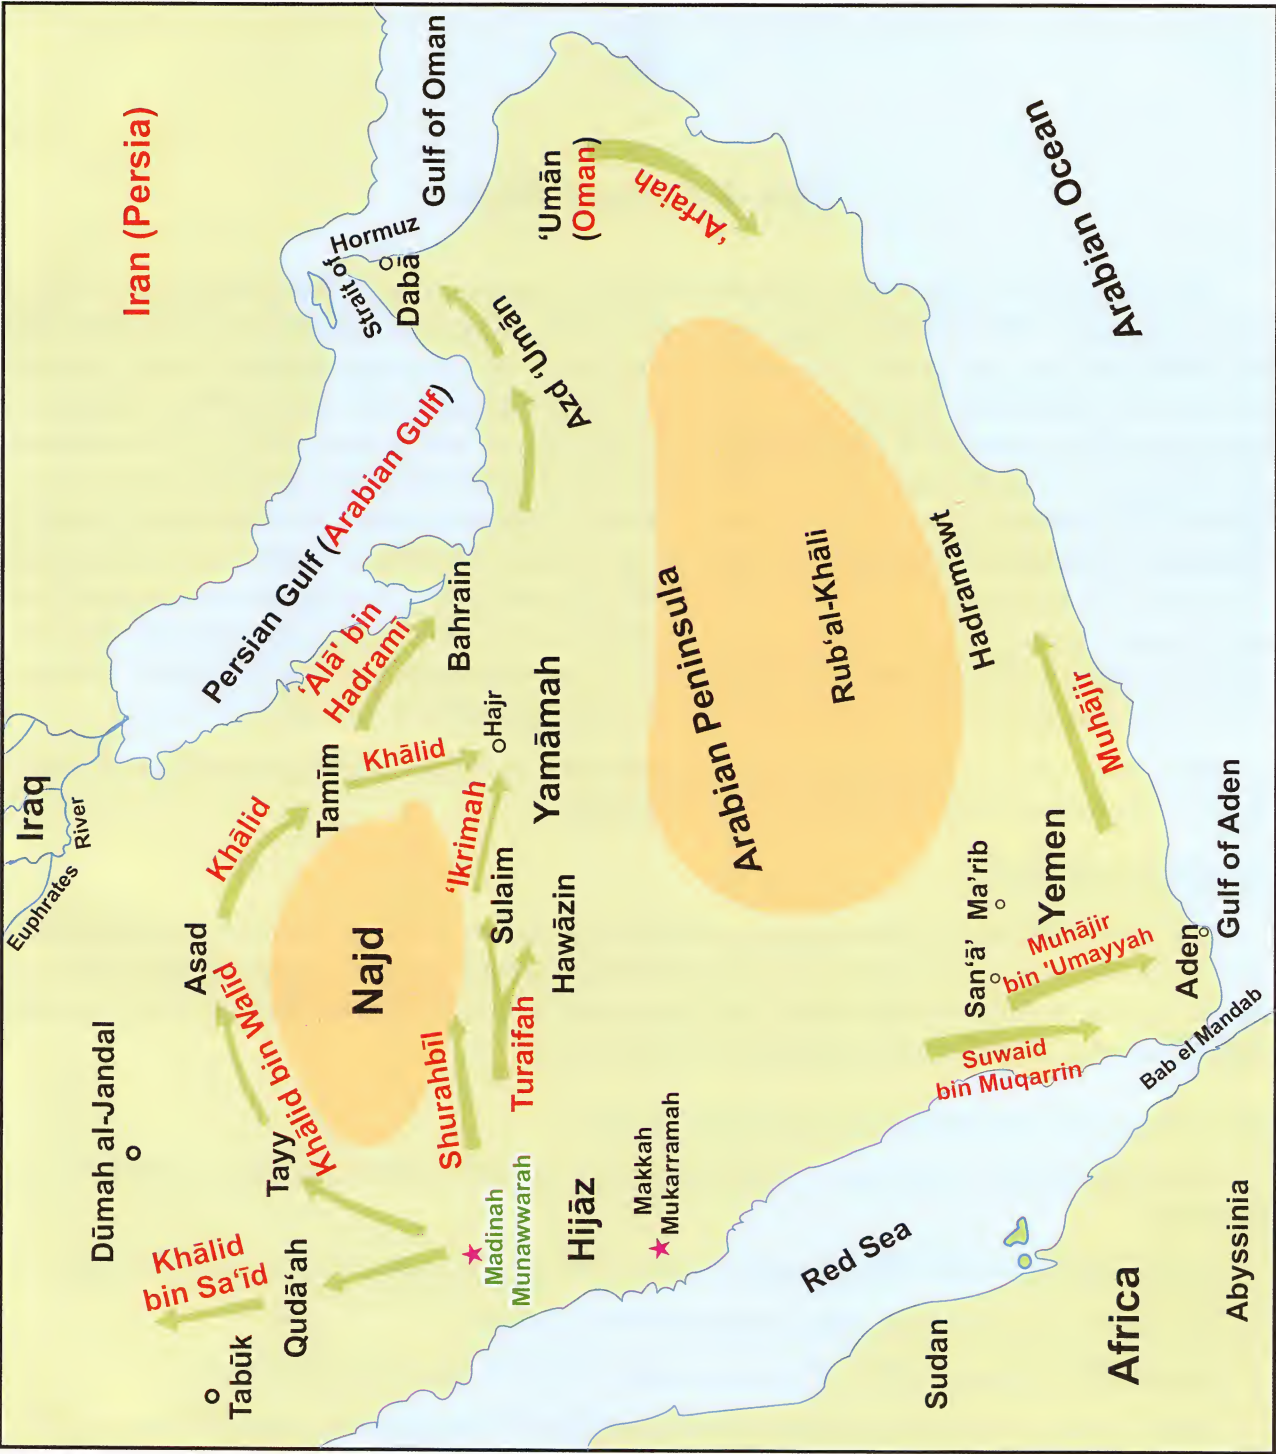 Iran (Persia)
Gulf of Oman
Strait of
Hormuz
Dabā
'Umān
(Oman)
'Arfajah
Arabian Ocean
Azd 'Umān
Persian Gulf (Arabian Gulf)
Iraq
Euphrates
River
'Alā' bin
Hadramī
Bahrain
Tamīm
Khālid
Hajr
Yamāmah
Khālid
'Ikrimah
Sulaim
Hawāzin
Asad
Najd
Khālid bin Walīd
Dūmah al-Jandal
Tayy
Shurahbīl
Turaifah
Khālid
bin Sa'īd
Qudā'ah
Tabūk
Madinah
Munawwarah
Hijāz
Makkah
Mukarramah
Arabian Peninsula
Rub'al-Khāli
Hadramawt
Muhājir
Ma'rib
Yemen
San'ā'
Muhājir
bin 'Umayyah
Aden
Gulf of Aden
Suwaid
bin Muqarrin
Bab el Mandab
Red Sea
Sudan
Africa
Abyssinia